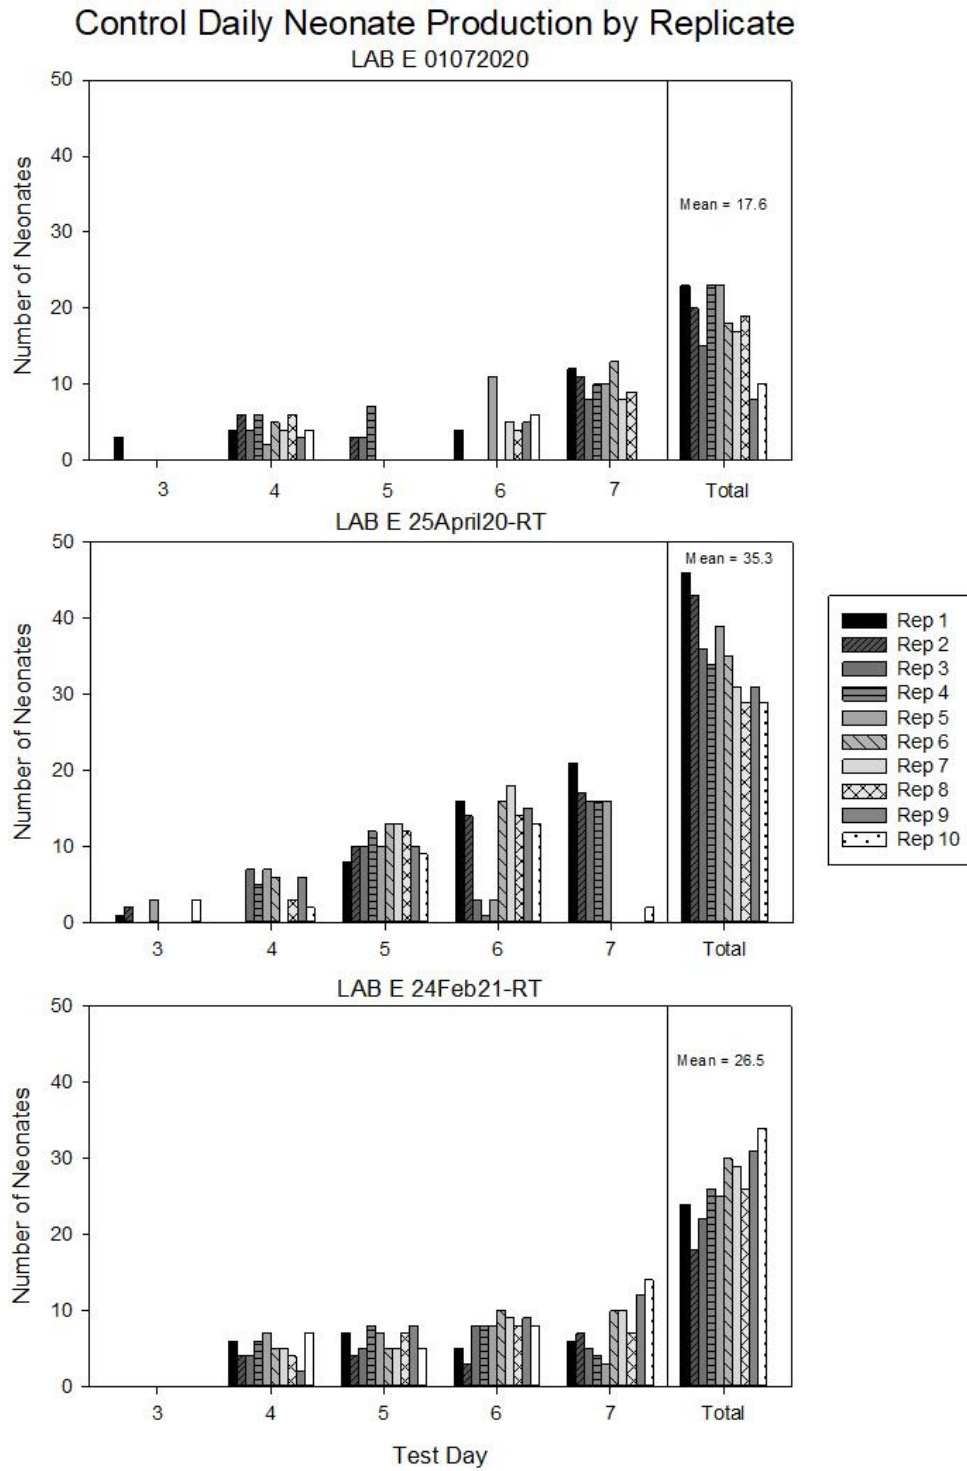 Control Daily Neonate Production by Replicate
LAB E 01072020
50
40
30
20
10
0
Number of Neonates
Mean = 17.6
3 4 5 6 7 Total
LAB E 25April20-RT
50
40
30
20
10
0
Number of Neonates
Mean = 35.3
3 4 5 6 7 Total
Rep 1
Rep 2
Rep 3
Rep 4
Rep 5
Rep 6
Rep 7
Rep 8
Rep 9
Rep 10
LAB E 24Feb21-RT
50
40
30
20
10
0
Number of Neonates
Mean = 26.5
3 4 5 6 7 Total
Test Day